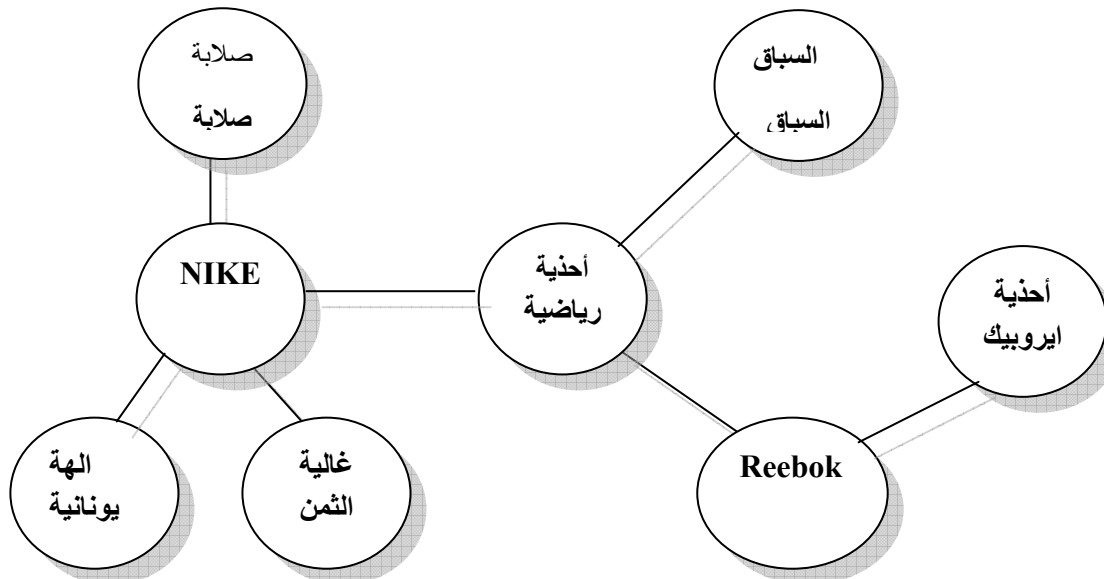 صلابة
صلابة
السباق
السباق
NIKE
أحذية
رياضية
أحذية
ايروبيك
الهة
يونانية
غالية
الثمن
Reebok